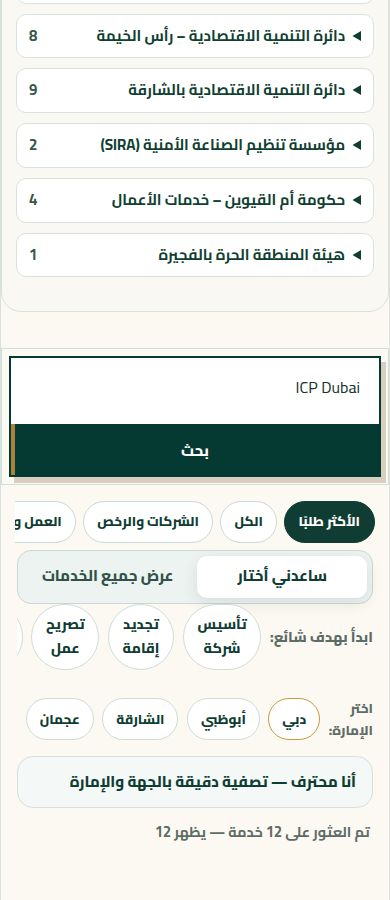 دائرة التنمية الاقتصادية – رأس الخيمة 8
دائرة التنمية الاقتصادية بالشارقة 9
مؤسسة تنظيم الصناعة الأمنية (SIRA) 2
حكومة أم القيوين – خدمات الأعمال 4
هيئة المنطقة الحرة بالفجيرة 1
ICP Dubai
بحث
الأكثر طلبًا الكل الشركات والرخص العمل و
ساعدني أختار عرض جميع الخدمات
ابدأ بهدف شائع: تأسيس شركة تجديد إقامة تصريح عمل
اختر الإمارة: دبي أبوظبي الشارقة عجمان
أنا محترف — تصفية دقيقة بالجهة والإمارة
تم العثور على 12 خدمة — يظهر 12